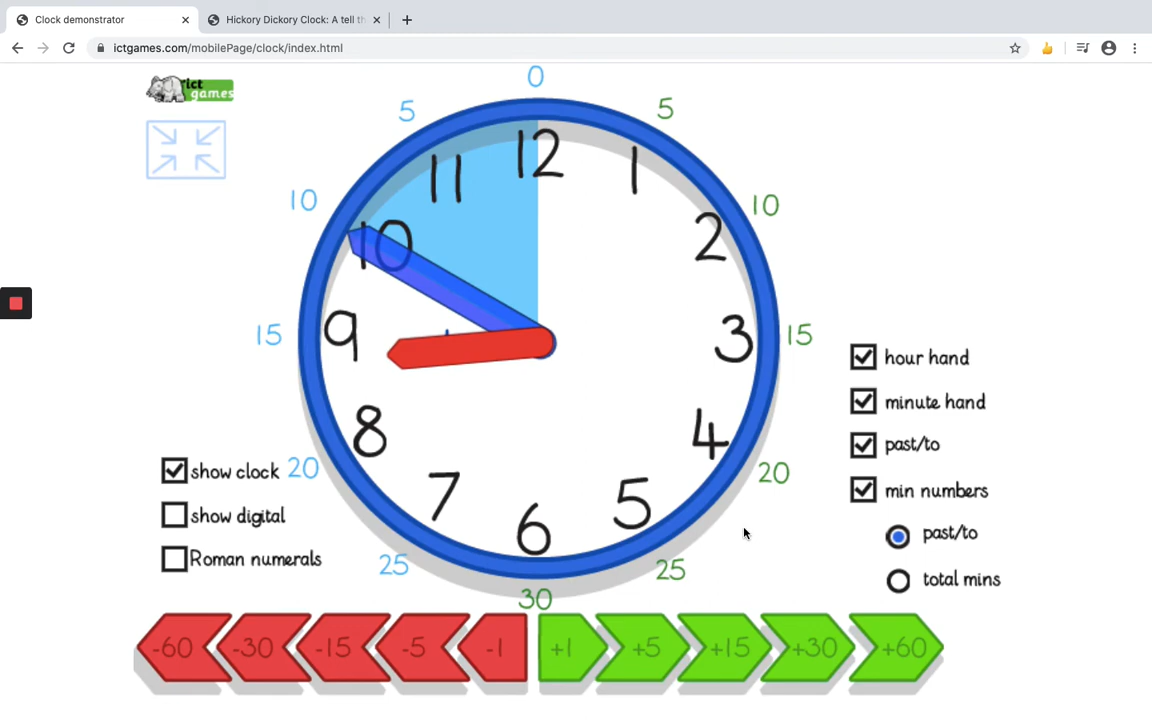 Clock demonstrator
Hickory Dickory Clock: A tell th
ictgames.com/mobilePage/clock/index.html
ict
games
0
5
5
10
10
15
15
20
20
25
25
30
12
11
1
10
2
9
3
8
4
7
5
6
show clock
show digital
Roman numerals
hour hand
minute hand
past/to
min numbers
past/to
total mins
-60 -30 -15 -5 -1 +1 +5 +15 +30 +60